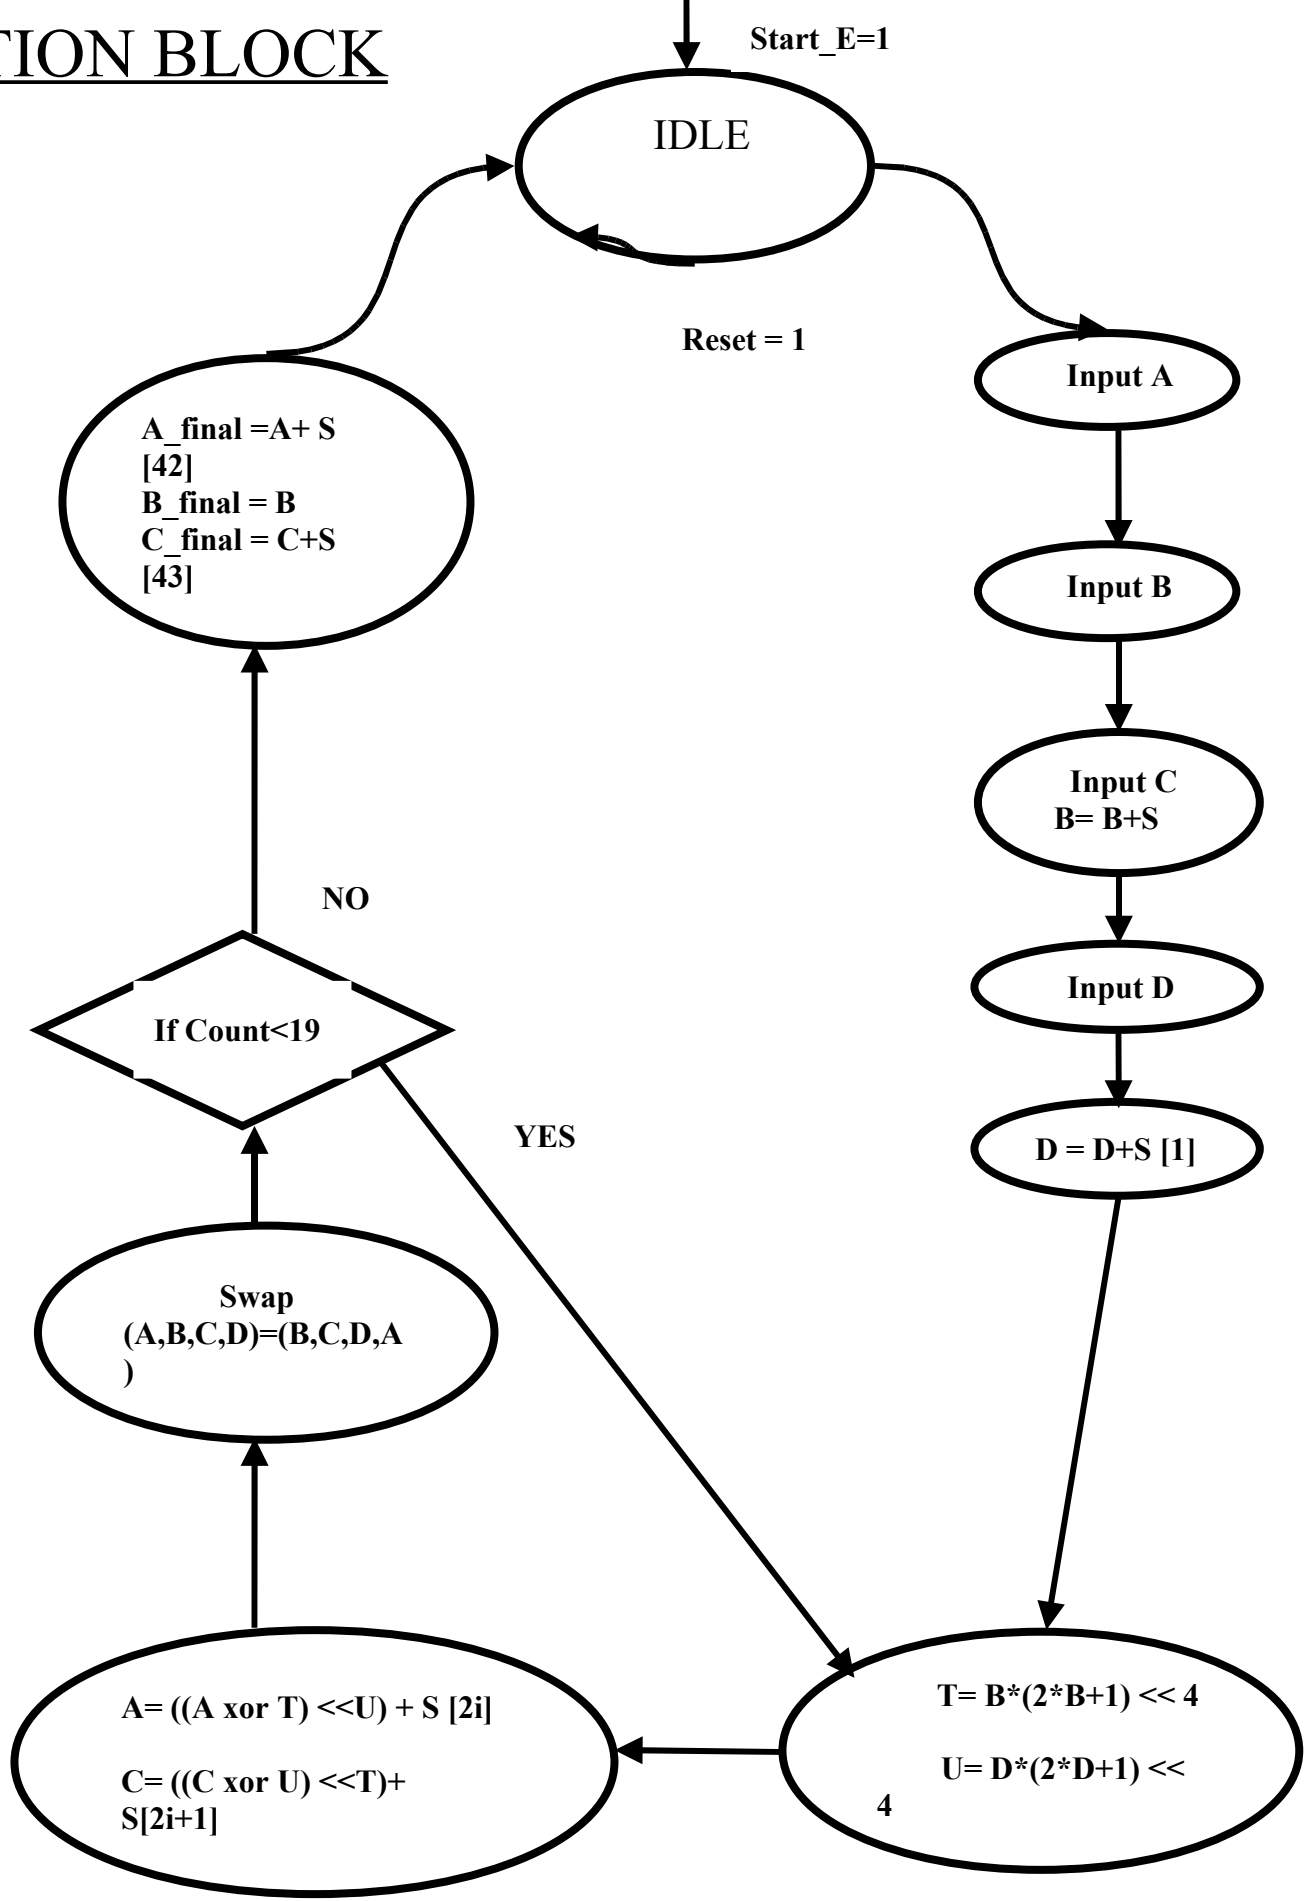 TION BLOCK
Start_E=1
IDLE
Reset = 1
Input A
A_final =A+ S
[42]
B_final = B
C_final = C+S
[43]
Input B
Input C
B= B+S
NO
Input D
If Count<19
YES
D = D+S [1]
Swap
(A,B,C,D)=(B,C,D,A
)
A= ((A xor T) <<U) + S [2i]
C= ((C xor U) <<T)+
S[2i+1]
T= B*(2*B+1) << 4
U= D*(2*D+1) <<
4